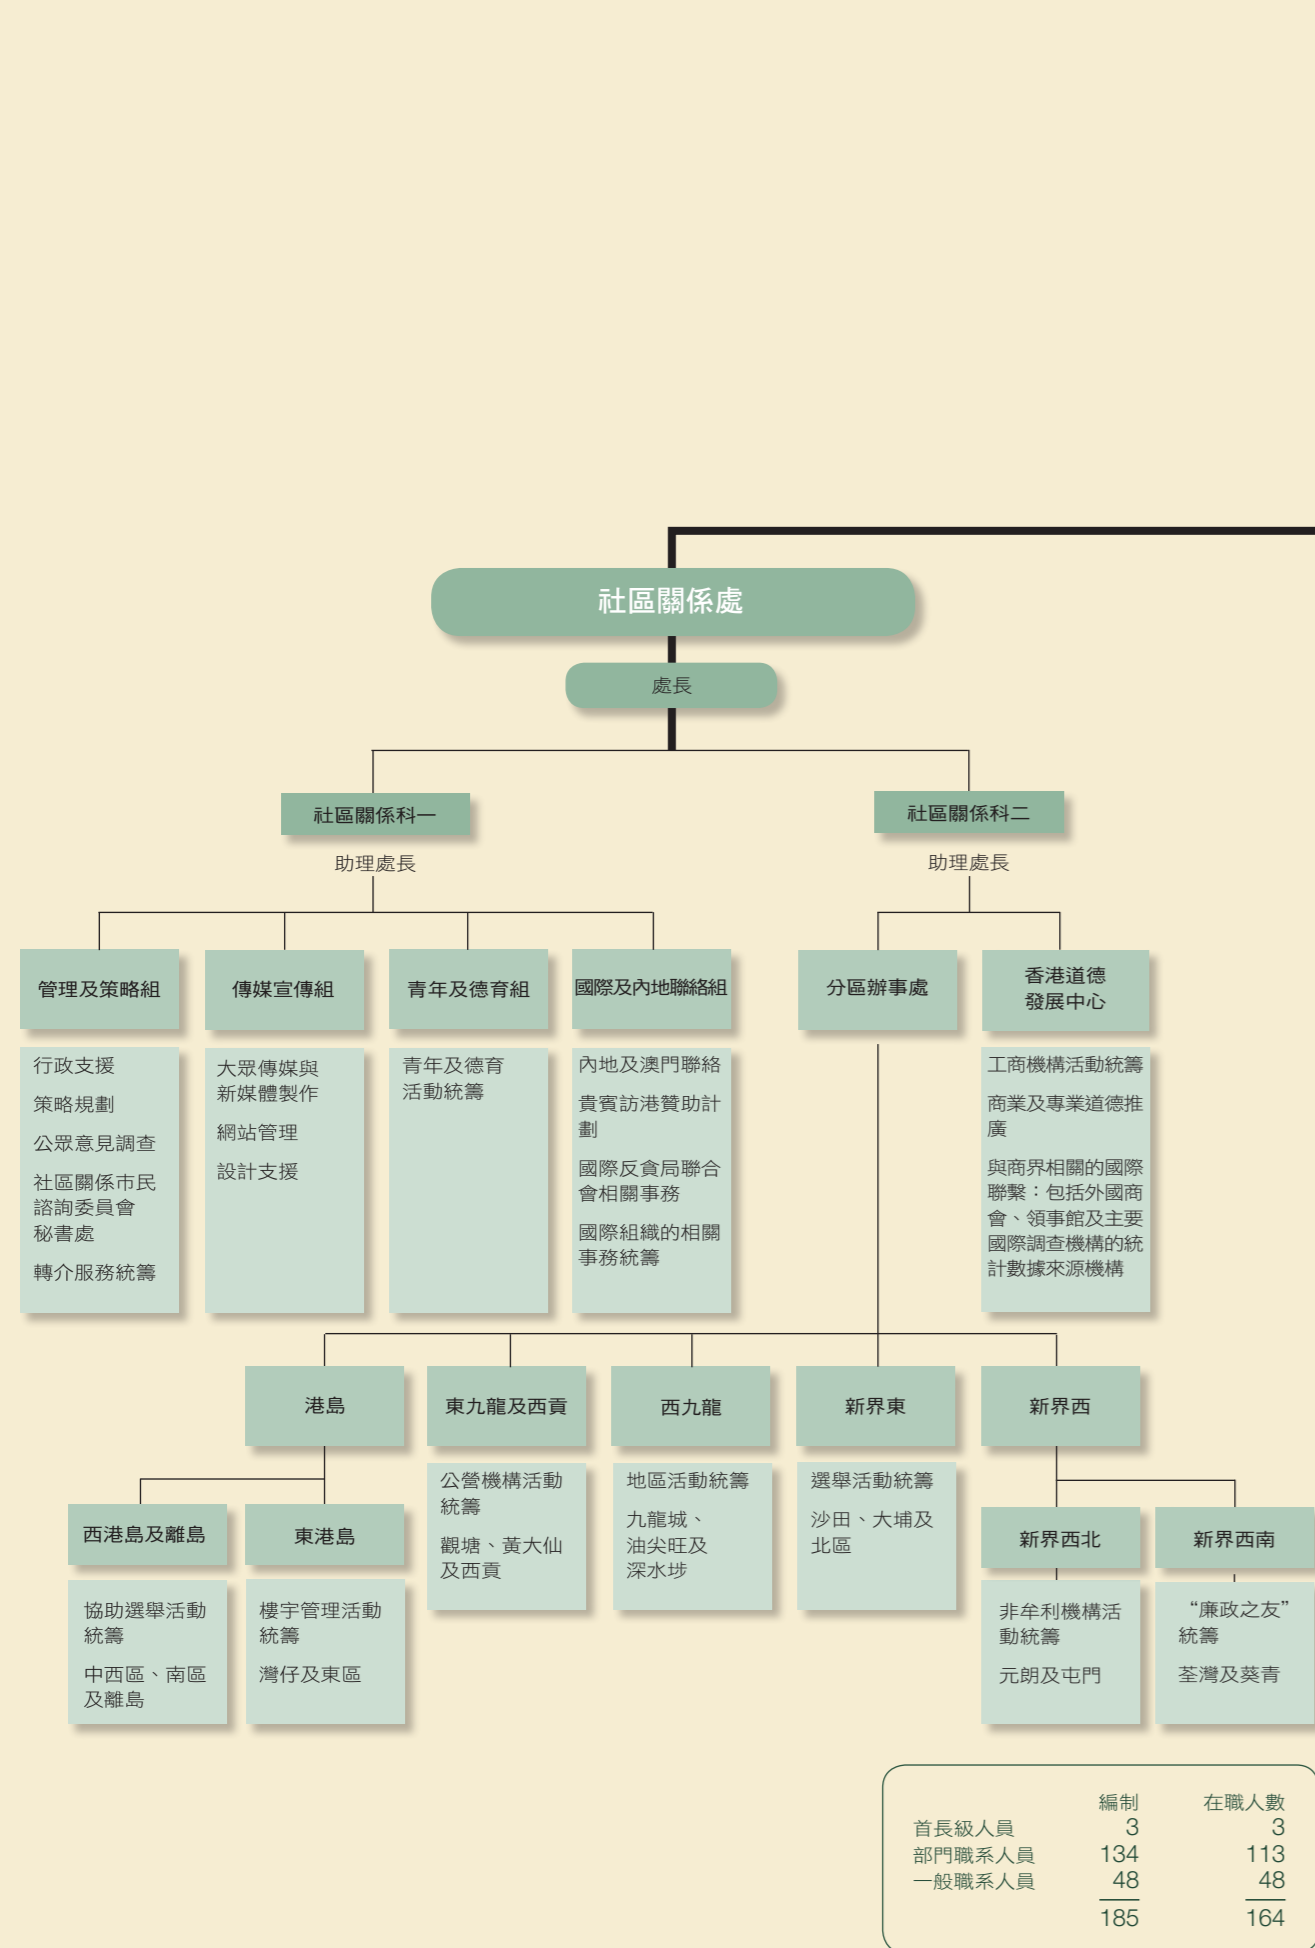 社區關係處
處長
社區關係科一
助理處長
社區關係科二
助理處長
管理及策略組
行政支援
策略規劃
公眾意見調查
社區關係市民
諮詢委員會
秘書處
轉介服務統籌
傳媒宣傳組
大眾傳媒與
新媒體製作
網站管理
設計支援
青年及德育組
青年及德育
活動統籌
國際及內地聯絡組
內地及澳門聯絡
貴賓訪港贊助計
劃
國際反貪局聯合
會相關事務
國際組織的相關
事務統籌
分區辦事處
香港道德
發展中心
工商機構活動統籌
商業及專業道德推
廣
與商界相關的國際
聯繫：包括外國商
會、領事館及主要
國際調查機構的統
計數據來源機構
港島
西港島及離島
協助選舉活動
統籌
中西區、南區
及離島
東港島
樓宇管理活動
統籌
灣仔及東區
東九龍及西貢
公營機構活動
統籌
觀塘、黃大仙
及西貢
西九龍
地區活動統籌
九龍城、
油尖旺及
深水埗
新界東
選舉活動統籌
沙田、大埔及
北區
新界西
新界西北
非牟利機構活
動統籌
元朗及屯門
新界西南
“廉政之友”
統籌
荃灣及葵青
編制 在職人數
首長級人員 3 3
部門職系人員 134 113
一般職系人員 48 48
185 164